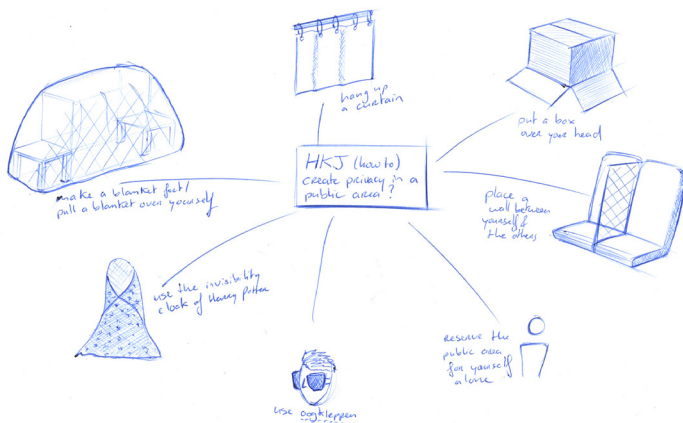 hang up
a curtain
put a box
over your head
HKJ (how to)
create privacy in a
public area?
make a blanket fort/
pull a blanket over yourself
place a
wall between
yourself &
the others
use the invisibility
cloak of Harry Potter
reserve the
public area
for yourself
alone
use oogkleppen